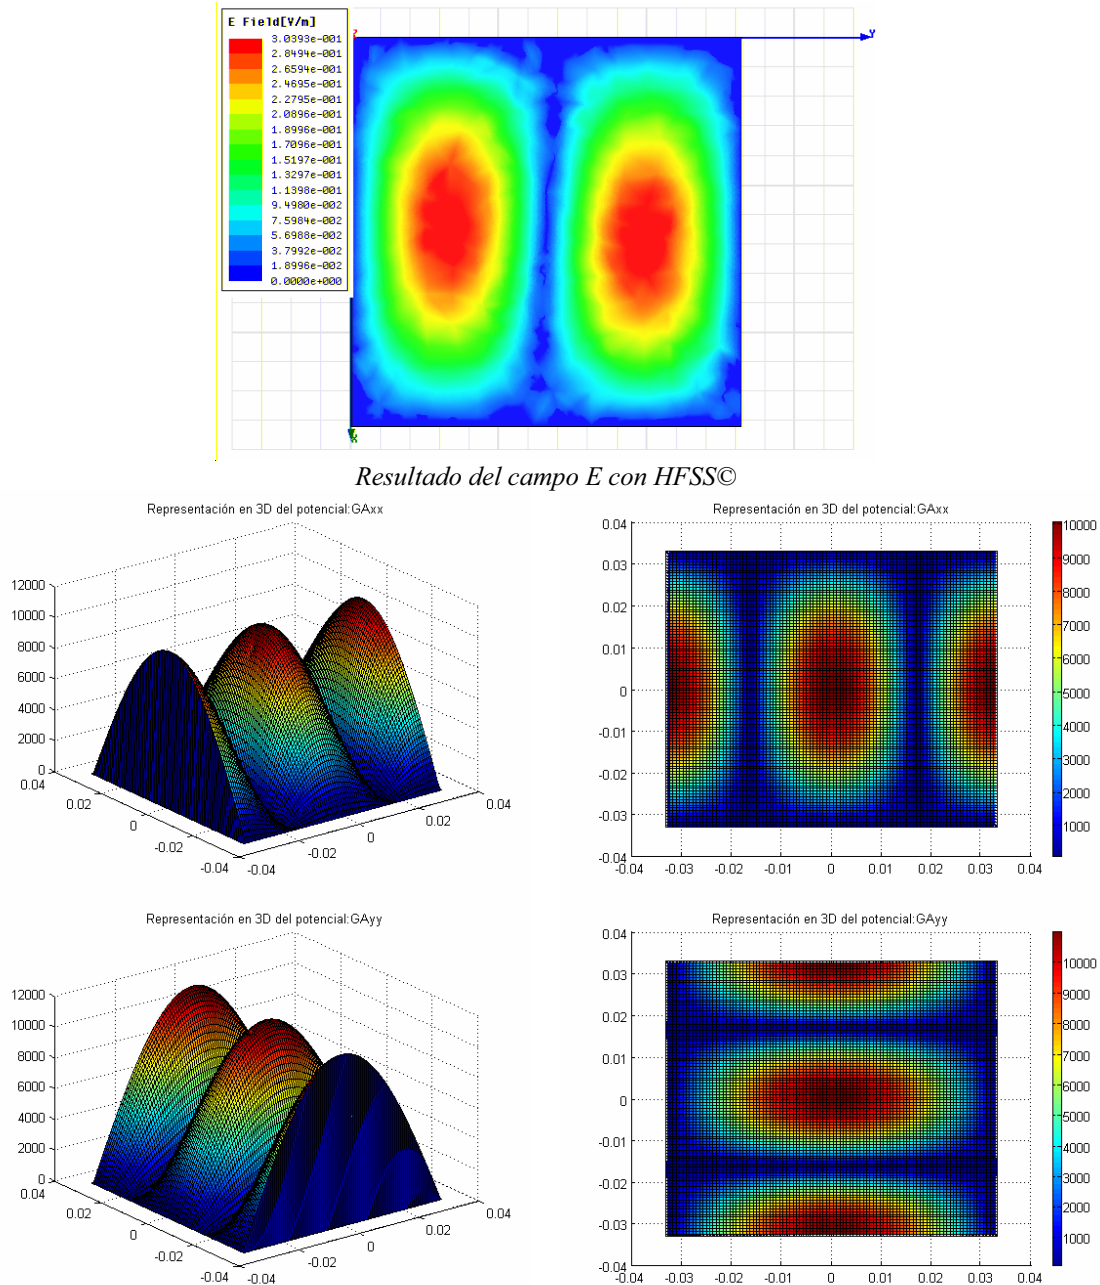 E Field[V/m]
3.0393e-001
2.8494e-001
2.6594e-001
2.4695e-001
2.2795e-001
2.0896e-001
1.8996e-001
1.7096e-001
1.5197e-001
1.3297e-001
1.1398e-001
9.4980e-002
7.5984e-002
5.6988e-002
3.7992e-002
1.8996e-002
0.0000e+000
Z
Y
X
Resultado del campo E con HFSS©
Representación en 3D del potencial:GAxx
12000
10000
8000
6000
4000
2000
0
0.04
0.02
0
-0.02
-0.04
-0.04
-0.02
0
0.02
0.04
Representación en 3D del potencial:GAxx
0.04
0.03
0.02
0.01
0
-0.01
-0.02
-0.03
-0.04
-0.04 -0.03 -0.02 -0.01 0 0.01 0.02 0.03 0.04
10000
9000
8000
7000
6000
5000
4000
3000
2000
1000
Representación en 3D del potencial:GAyy
12000
10000
8000
6000
4000
2000
0
0.04
0.02
0
-0.02
-0.04
-0.04
-0.02
0
0.02
0.04
Representación en 3D del potencial:GAyy
0.04
0.03
0.02
0.01
0
-0.01
-0.02
-0.03
-0.04
-0.04 -0.03 -0.02 -0.01 0 0.01 0.02 0.03 0.04
10000
9000
8000
7000
6000
5000
4000
3000
2000
1000